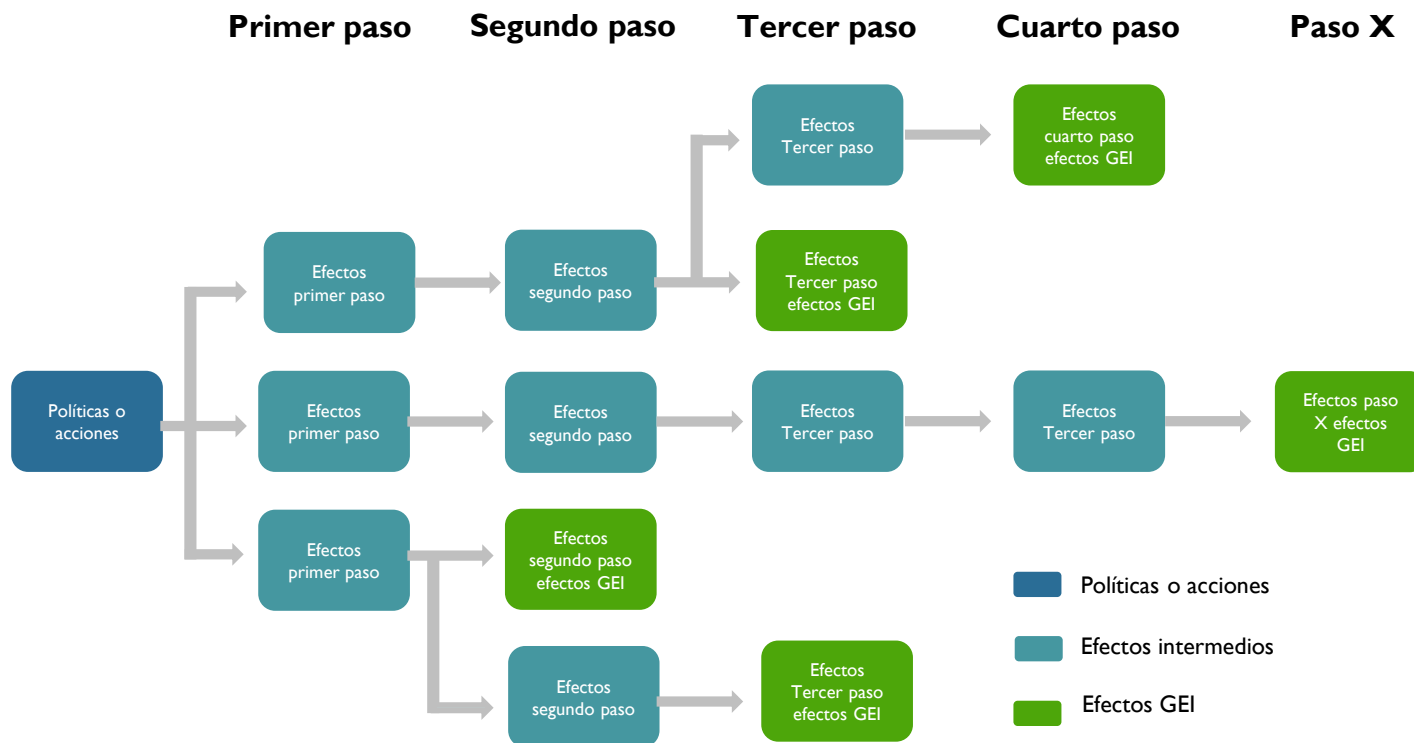 Primer paso
Segundo paso
Tercer paso
Cuarto paso
Paso X
Efectos
Tercer paso
Efectos
cuarto paso
efectos GEI
Efectos
primer paso
Efectos
segundo paso
Efectos
Tercer paso
efectos GEI
Políticas o
acciones
Efectos
primer paso
Efectos
segundo paso
Efectos
Tercer paso
Efectos
Tercer paso
Efectos paso
X efectos
GEI
Efectos
primer paso
Efectos
segundo paso
efectos GEI
Efectos
segundo paso
Efectos
Tercer paso
efectos GEI
Políticas o acciones
Efectos intermedios
Efectos GEI